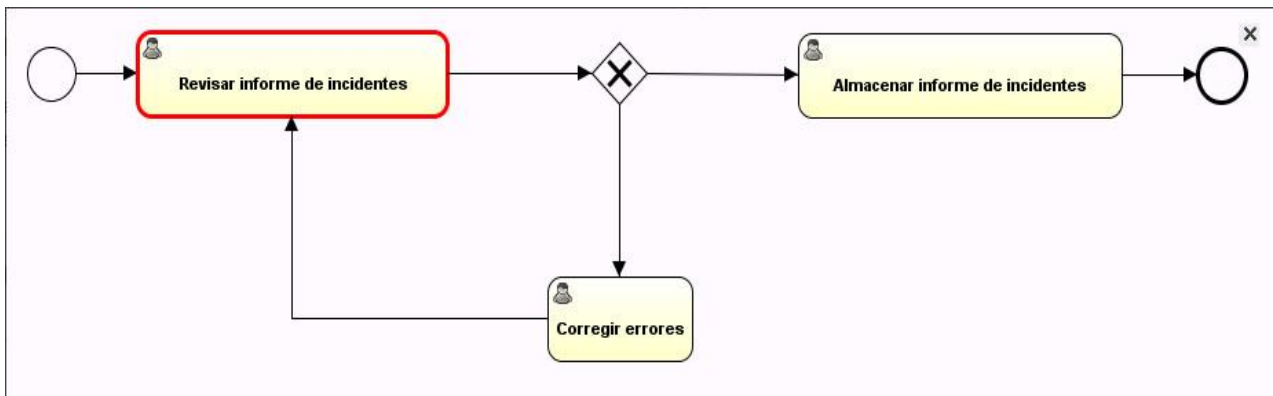 Revisar informe de incidentes
Almacenar informe de incidentes
Corregir errores